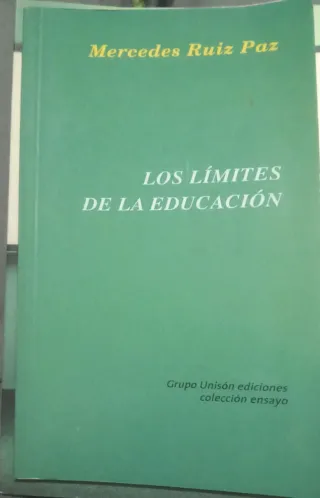 Mercedes Ruiz Paz
LOS LÍMITES
DE LA EDUCACIÓN
Grupo Unisón ediciones
colección ensayo